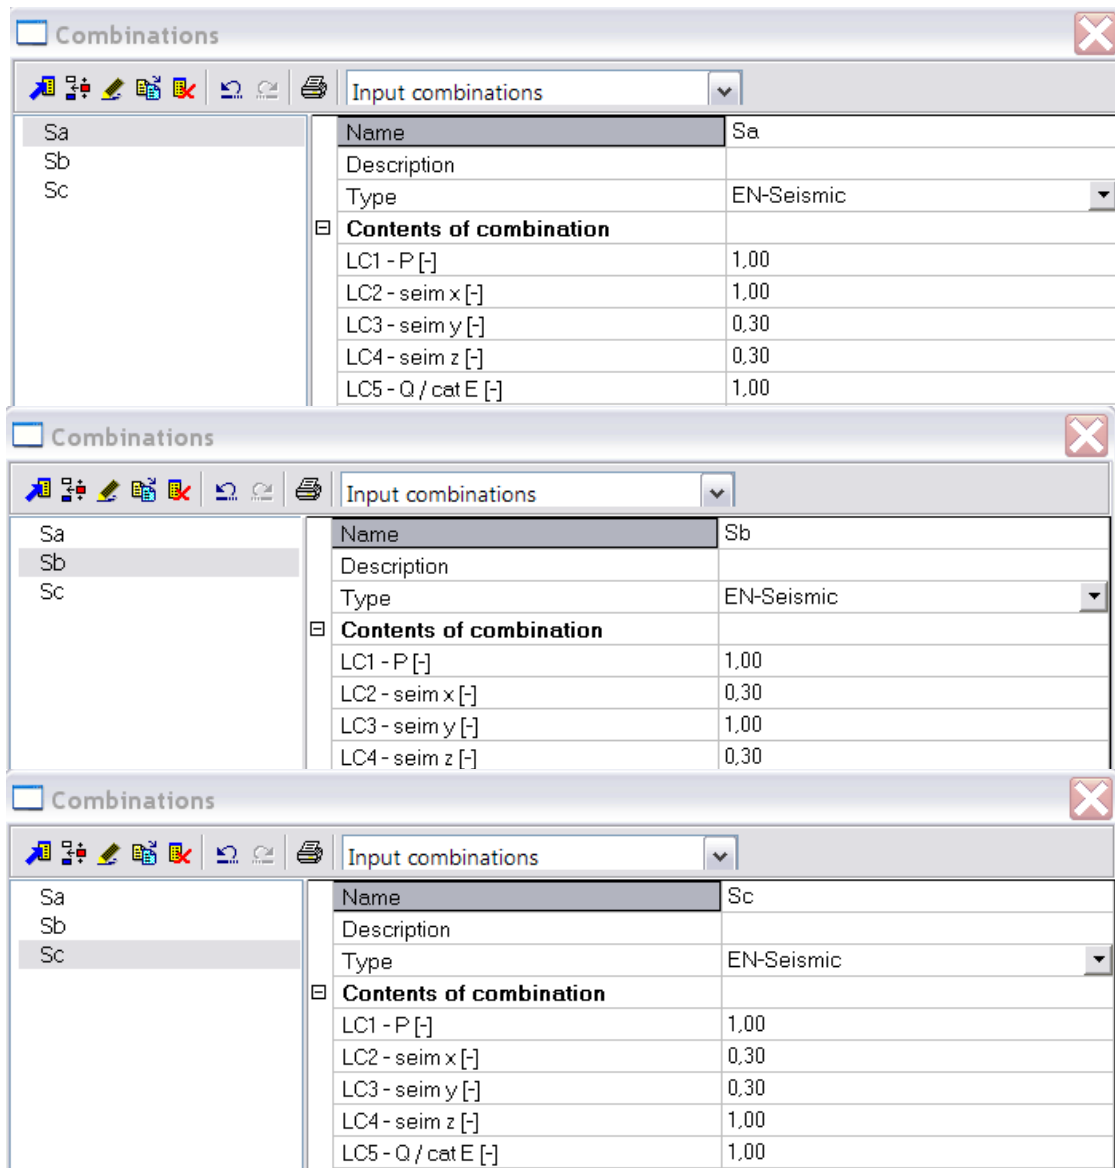 Combinations
Input combinations
Sa
Sb
Sc
Name Sa
Description
Type EN-Seismic
Contents of combination
LC1 - P [-] 1,00
LC2 - seim x [-] 1,00
LC3 - seim y [-] 0,30
LC4 - seim z [-] 0,30
LC5 - Q / cat E [-] 1,00
Combinations
Input combinations
Sa
Sb
Sc
Name Sb
Description
Type EN-Seismic
Contents of combination
LC1 - P [-] 1,00
LC2 - seim x [-] 0,30
LC3 - seim y [-] 1,00
LC4 - seim z [-] 0,30
Combinations
Input combinations
Sa
Sb
Sc
Name Sc
Description
Type EN-Seismic
Contents of combination
LC1 - P [-] 1,00
LC2 - seim x [-] 0,30
LC3 - seim y [-] 0,30
LC4 - seim z [-] 1,00
LC5 - Q / cat E [-] 1,00